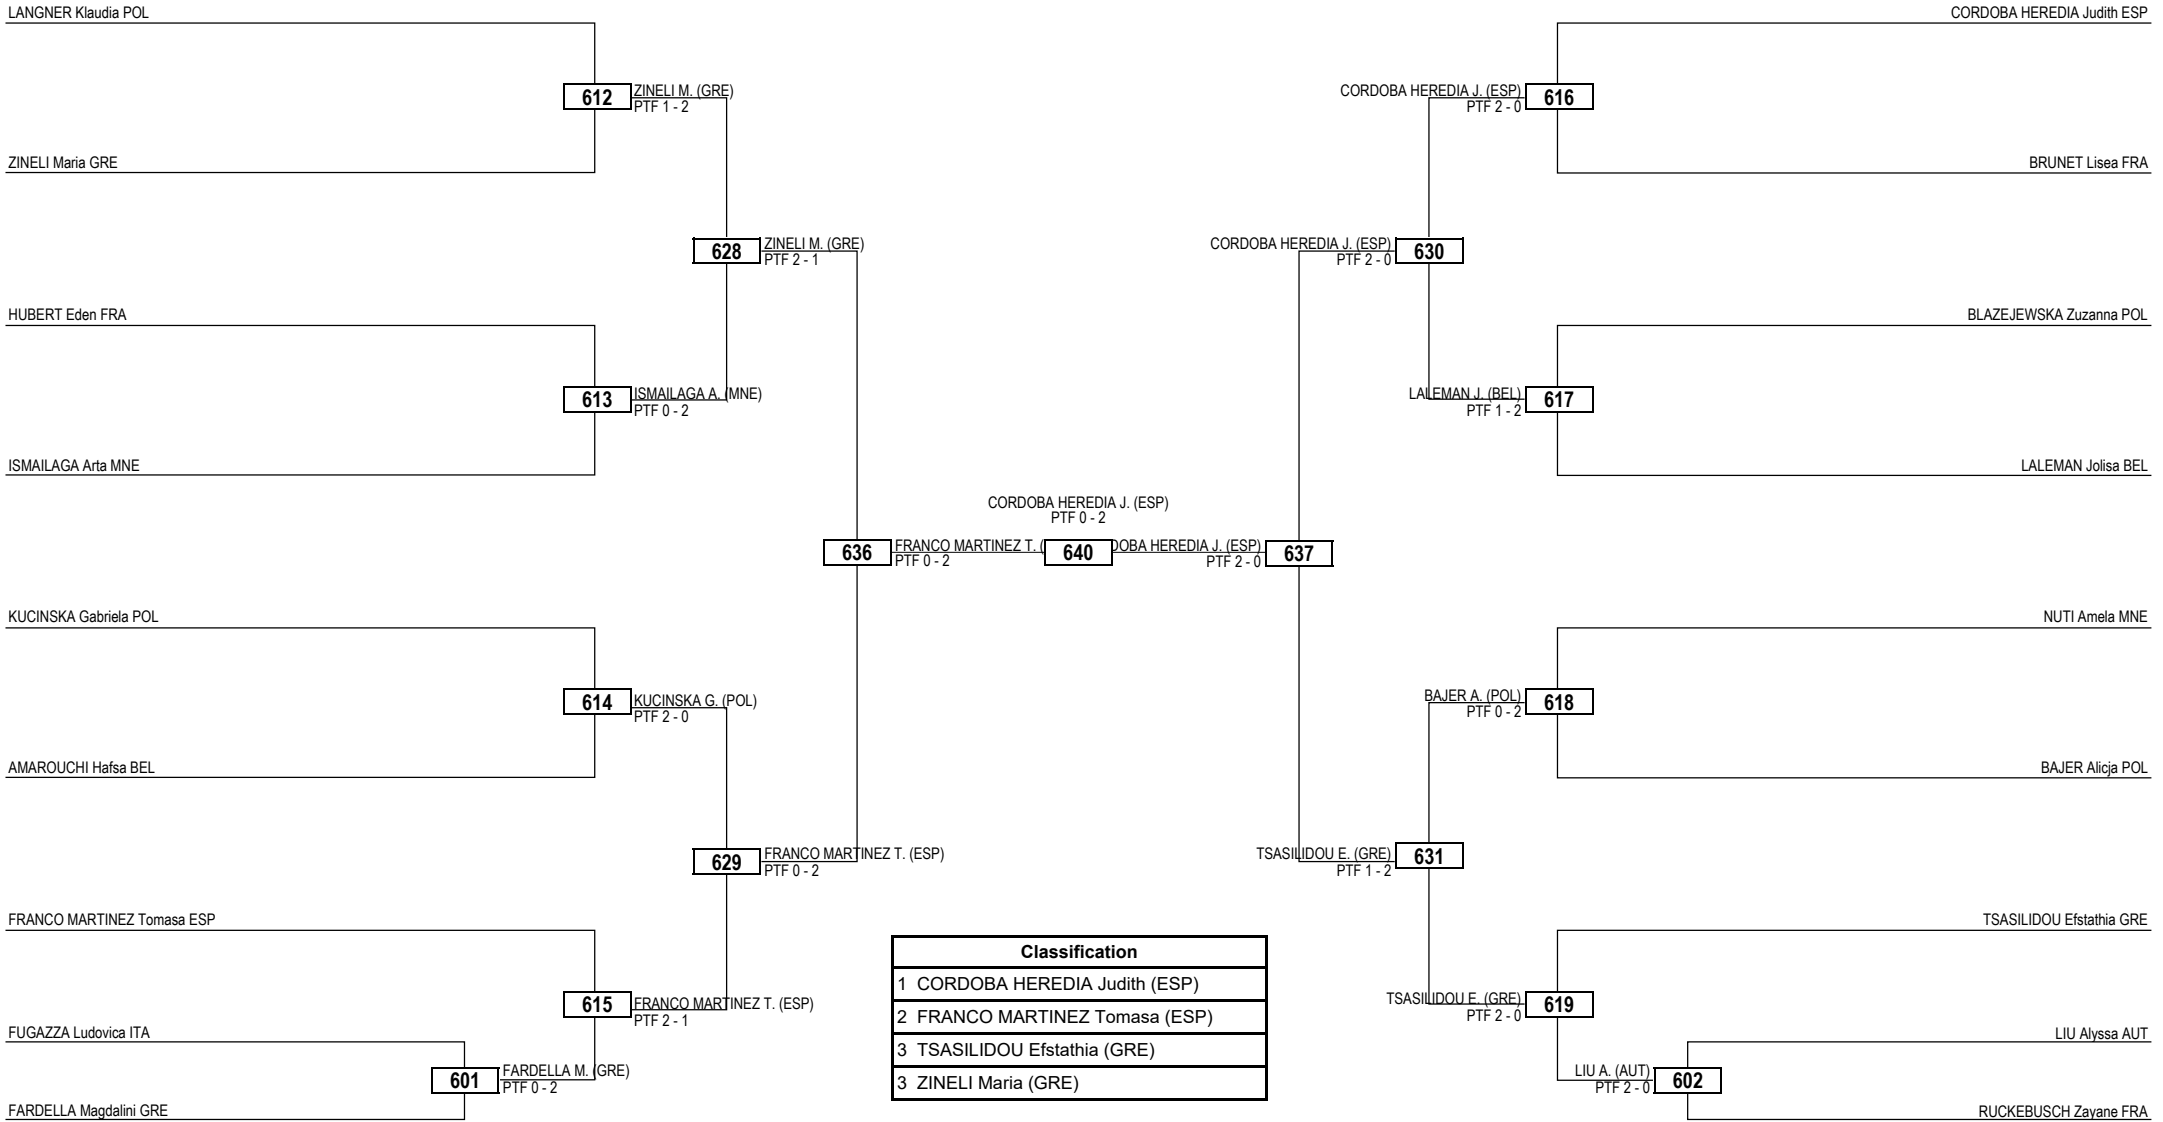 LANGNER Klaudia POL
CORDOBA HEREDIA Judith ESP
612
ZINELI M. (GRE)
PTF 1 - 2
CORDOBA HEREDIA J. (ESP)
PTF 2 - 0
616
ZINELI Maria GRE
BRUNET Lisea FRA
628
ZINELI M. (GRE)
PTF 2 - 1
CORDOBA HEREDIA J. (ESP)
PTF 2 - 0
630
HUBERT Eden FRA
BLAZEJEWSKA Zuzanna POL
613
ISMAILAGA A. (MNE)
PTF 0 - 2
LALEMAN J. (BEL)
PTF 1 - 2
617
ISMAILAGA Arta MNE
LALEMAN Jolisa BEL
CORDOBA HEREDIA J. (ESP)
PTF 0 - 2
636
FRANCO MARTINEZ T. (
PTF 0 - 2
640
DOBA HEREDIA J. (ESP)
PTF 2 - 0
637
KUCINSKA Gabriela POL
NUTI Amela MNE
614
KUCINSKA G. (POL)
PTF 2 - 0
BAJER A. (POL)
PTF 0 - 2
618
AMAROUCHI Hafsa BEL
BAJER Alicja POL
629
FRANCO MARTINEZ T. (ESP)
PTF 0 - 2
TSASILIDOU E. (GRE)
PTF 1 - 2
631
FRANCO MARTINEZ Tomasa ESP
TSASILIDOU Efstathia GRE
615
FRANCO MARTINEZ T. (ESP)
PTF 2 - 1
TSASILIDOU E. (GRE)
PTF 2 - 0
619
FUGAZZA Ludovica ITA
LIU Alyssa AUT
601
FARDELLA M. (GRE)
PTF 0 - 2
LIU A. (AUT)
PTF 2 - 0
602
FARDELLA Magdalini GRE
RUCKEBUSCH Zayane FRA
Classification
1 CORDOBA HEREDIA Judith (ESP)
2 FRANCO MARTINEZ Tomasa (ESP)
3 TSASILIDOU Efstathia (GRE)
3 ZINELI Maria (GRE)